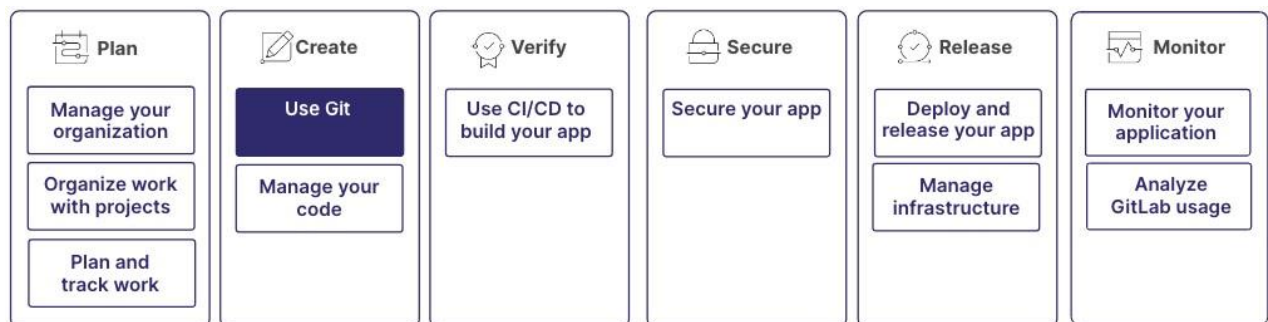 Plan
Manage your
organization
Organize work
with projects
Plan and
track work
Create
Use Git
Manage your
code
Verify
Use CI/CD to
build your app
Secure
Secure your app
Release
Deploy and
release your app
Manage
infrastructure
Monitor
Monitor your
application
Analyze
GitLab usage